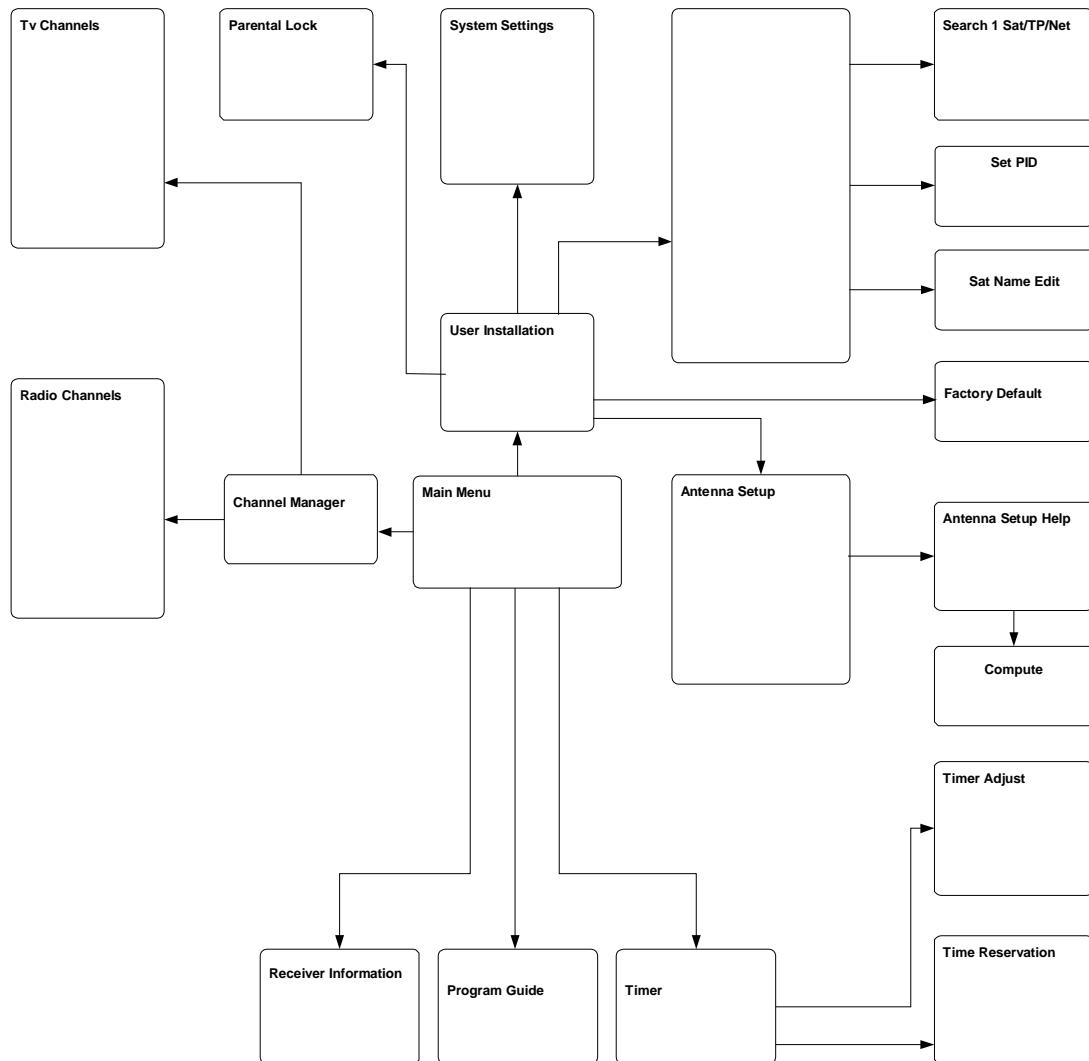 Tv Channels
Parental Lock
System Settings
Search 1 Sat/TP/Net
Set PID
Sat Name Edit
User Installation
Radio Channels
Factory Default
Channel Manager
Main Menu
Antenna Setup
Antenna Setup Help
Compute
Timer Adjust
Receiver Information
Program Guide
Timer
Time Reservation